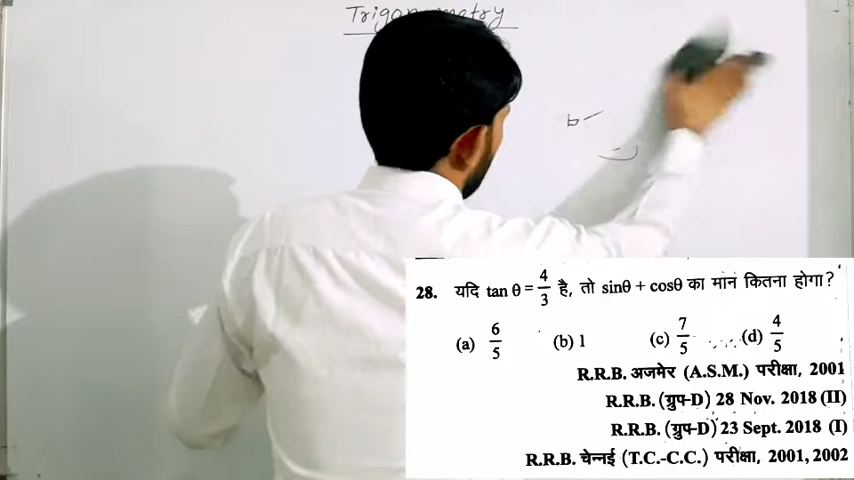 Trigonometry
b
28. यदि tan θ = 4/3 है, तो sinθ + cosθ का मान कितना होगा?
(a) 6/5 (b) 1 (c) 7/5 (d) 4/5
R.R.B. अजमेर (A.S.M.) परीक्षा, 2001
R.R.B. (ग्रुप-D) 28 Nov. 2018 (II)
R.R.B. (ग्रुप-D) 23 Sept. 2018 (I)
R.R.B. चेन्नई (T.C.-C.C.) परीक्षा, 2001, 2002